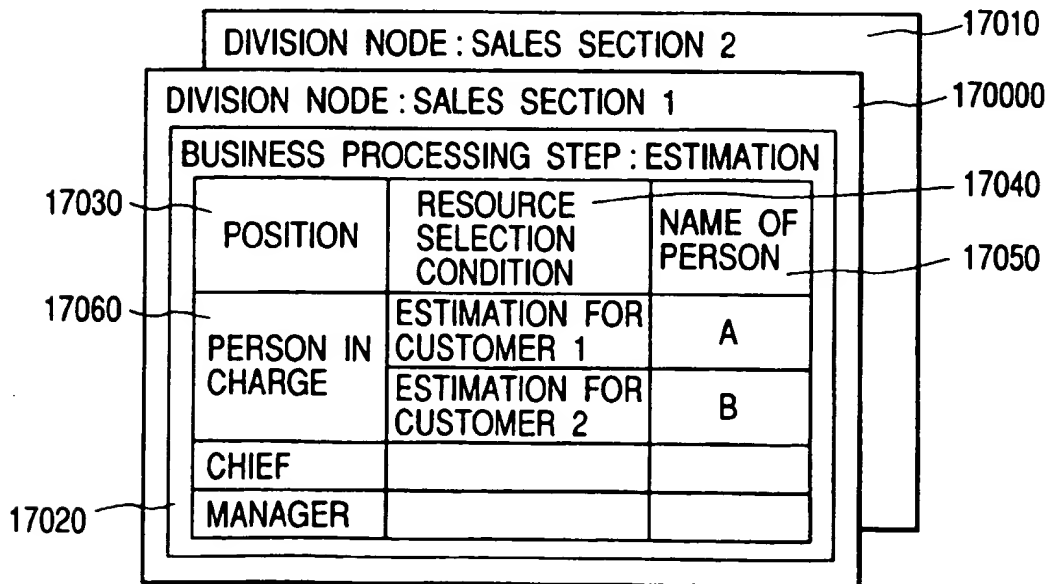 DIVISION NODE : SALES SECTION 2
17010
DIVISION NODE : SALES SECTION 1
170000
BUSINESS PROCESSING STEP : ESTIMATION
17030
POSITION
RESOURCE
SELECTION
CONDITION
17040
NAME OF
PERSON
17050
17060
PERSON IN
CHARGE
ESTIMATION FOR
CUSTOMER 1
A
ESTIMATION FOR
CUSTOMER 2
B
CHIEF
MANAGER
17020